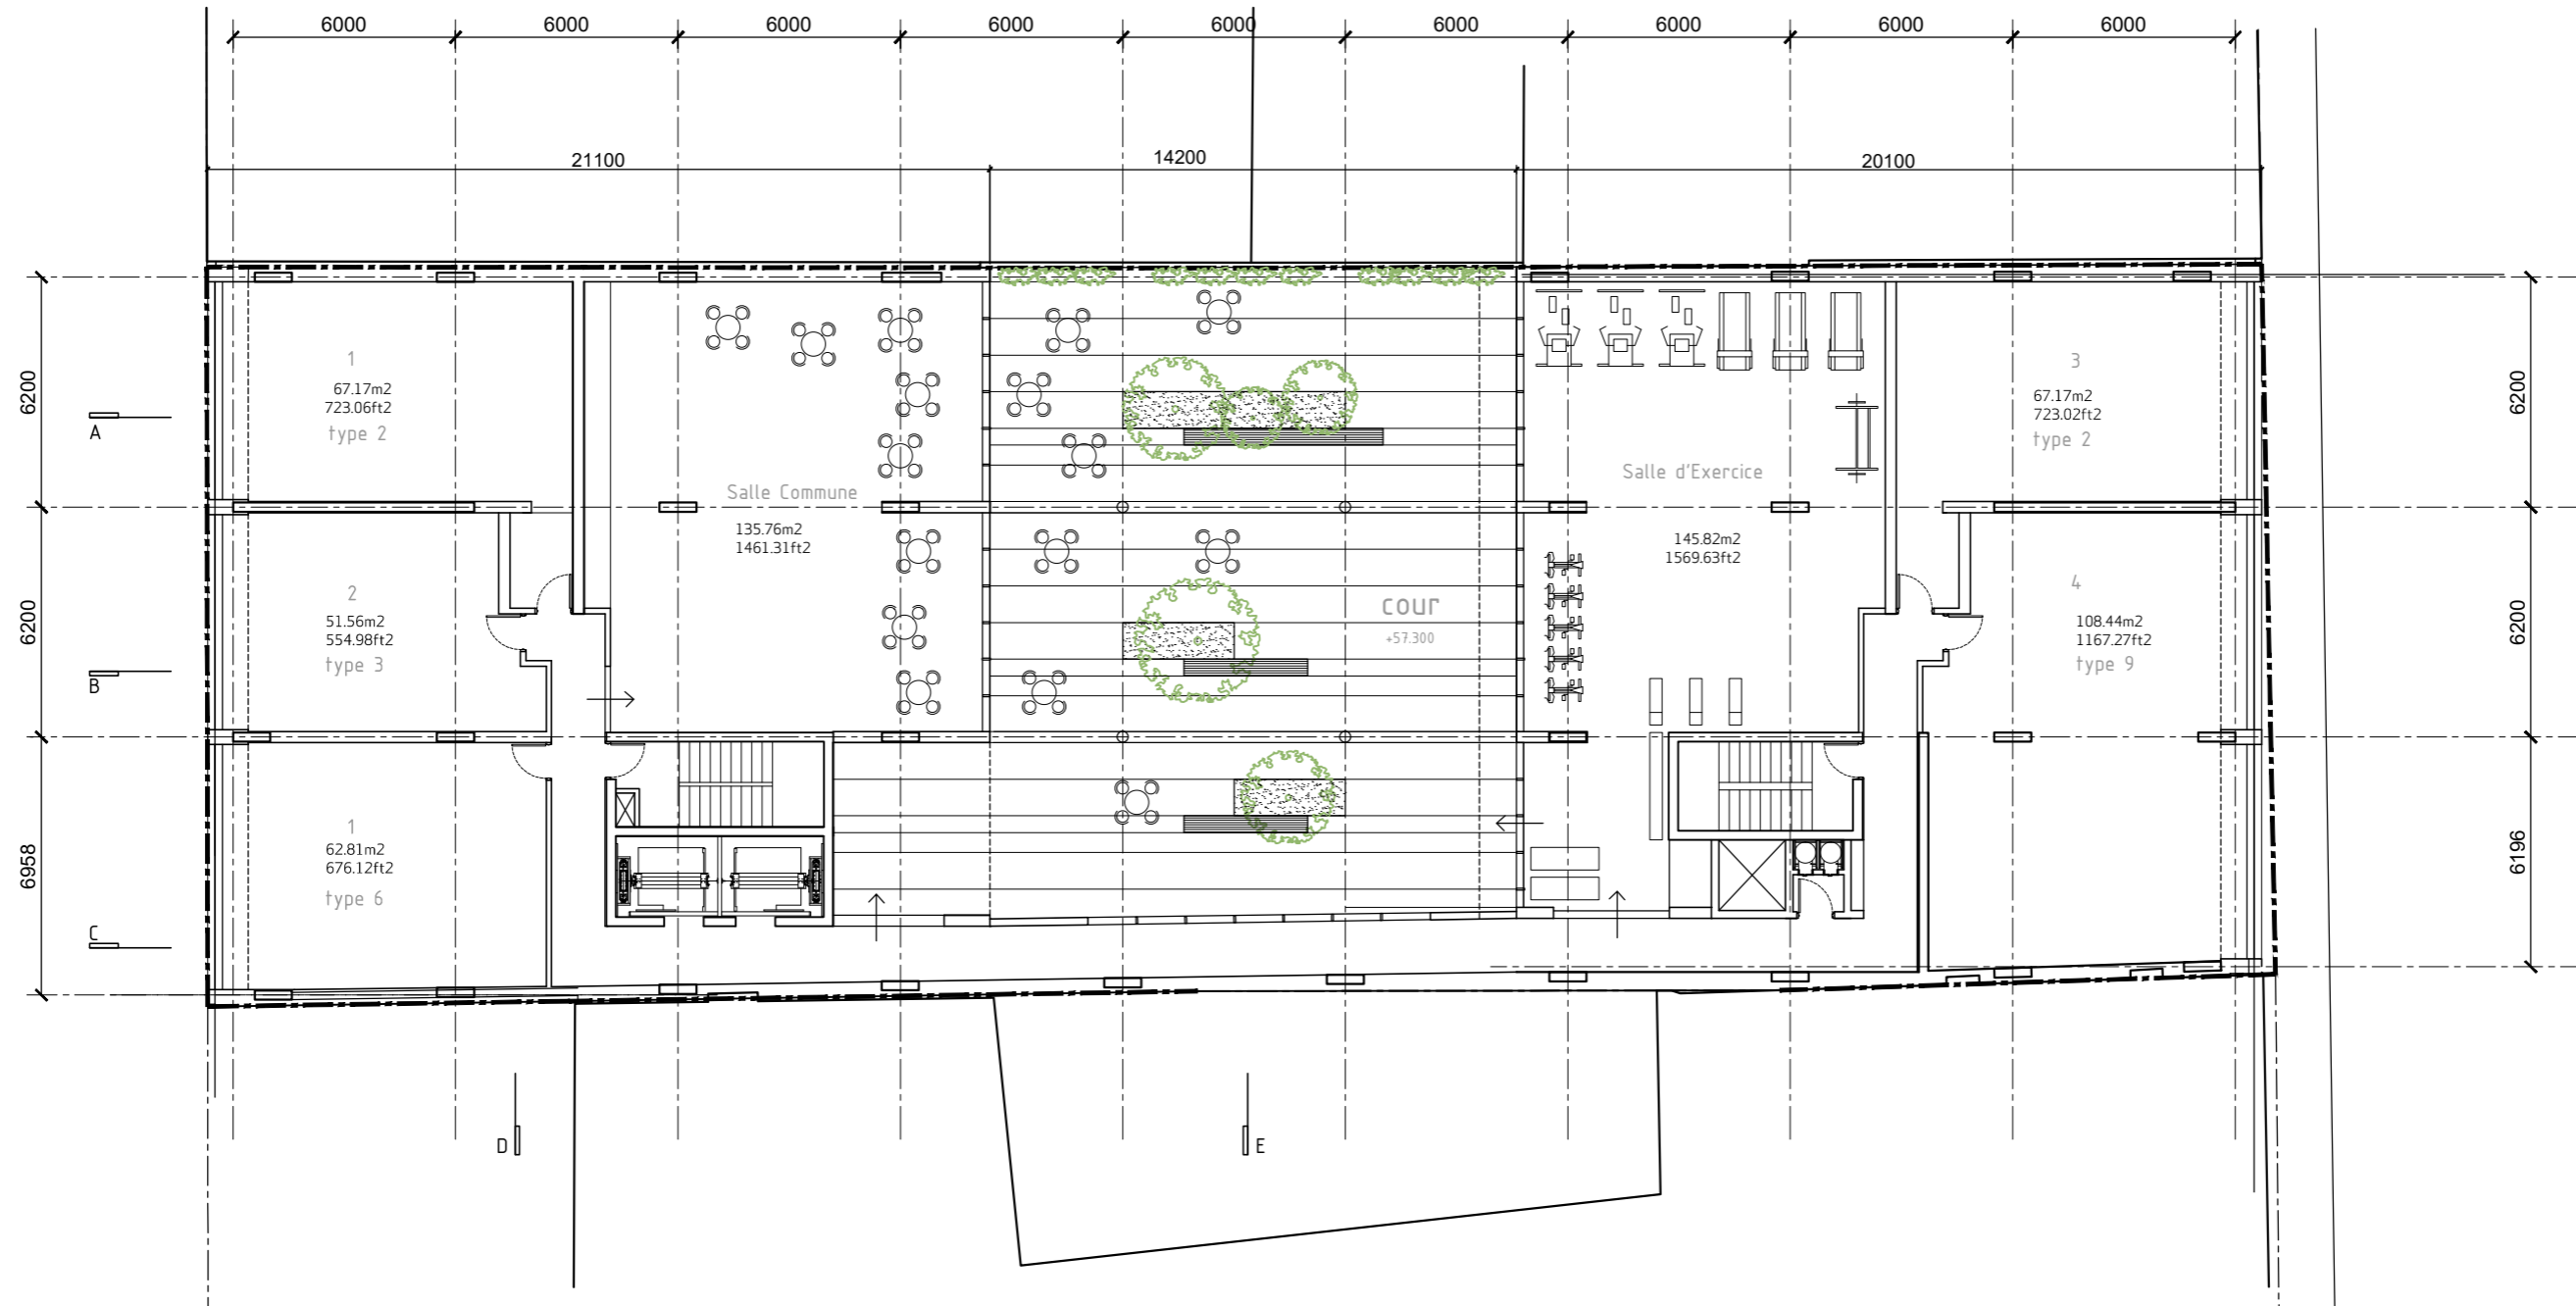 6000 6000 6000 6000 6000 6000 6000 6000 6000
21100 14200 20100
6200
6200
6958
6200
6200
6196
A
B
C
D
E
1
67.17m2
723.06ft2
type 2
2
51.56m2
554.98ft2
type 3
1
62.81m2
676.12ft2
type 6
Salle Commune
135.76m2
1461.31ft2
cour
+57.300
Salle d'Exercice
145.82m2
1569.63ft2
3
67.17m2
723.02ft2
type 2
4
108.44m2
1167.27ft2
type 9